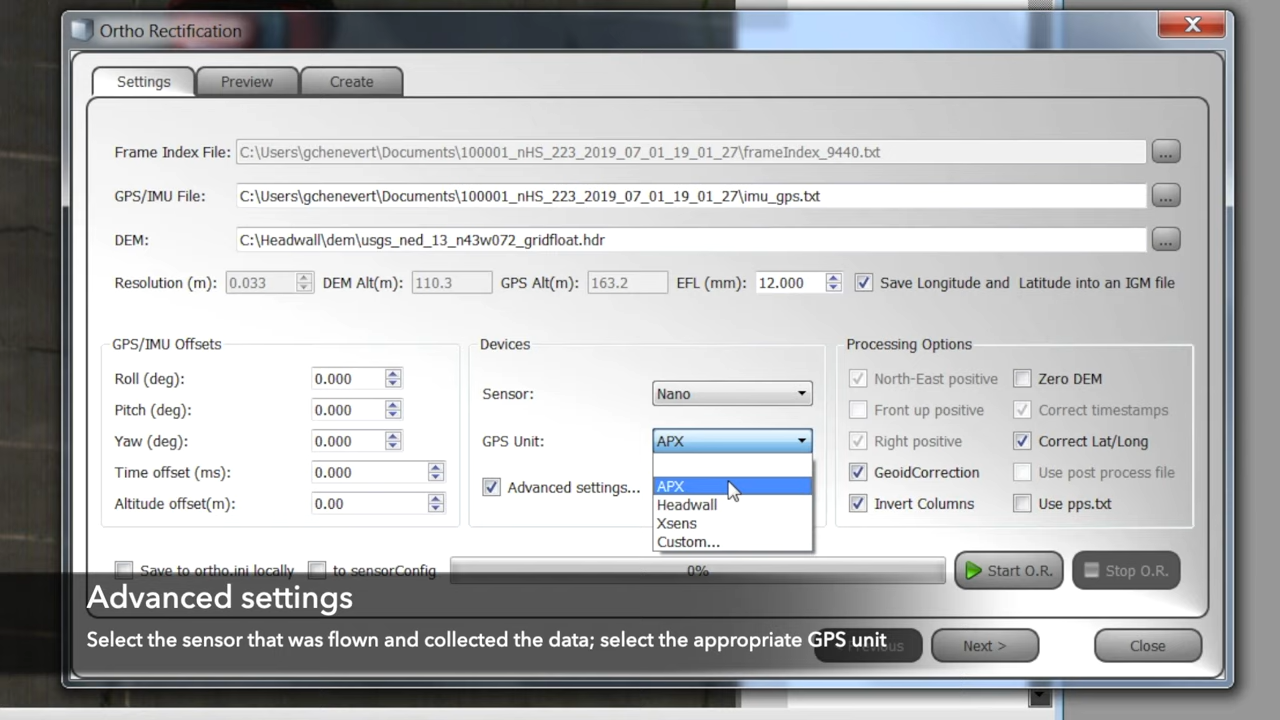 Ortho Rectification
Settings
Preview
Create
Frame Index File: C:\Users\gchenevert\Documents\100001_nHS_223_2019_07_01_19_01_27\frameIndex_9440.txt ...
GPS/IMU File: C:\Users\gchenevert\Documents\100001_nHS_223_2019_07_01_19_01_27\imu_gps.txt ...
DEM: C:\Headwall\dem\usgs_ned_13_n43w072_gridfloat.hdr ...
Resolution (m): 0.033 DEM Alt(m): 110.3 GPS Alt(m): 163.2 EFL (mm): 12.000 Save Longitude and Latitude into an IGM file
GPS/IMU Offsets
Roll (deg): 0.000
Pitch (deg): 0.000
Yaw (deg): 0.000
Time offset (ms): 0.000
Altitude offset(m): 0.00
Devices
Sensor: Nano
GPS Unit: APX
APX
Headwall
Xsens
Custom...
Advanced settings...
Processing Options
North-East positive Zero DEM
Front up positive Correct timestamps
Right positive Correct Lat/Long
GeoidCorrection Use post process file
Invert Columns Use pps.txt
Save to ortho.ini locally to sensorConfig 0% Start O.R. Stop O.R.
Advanced settings
Select the sensor that was flown and collected the data; select the appropriate GPS unit
Next > Close